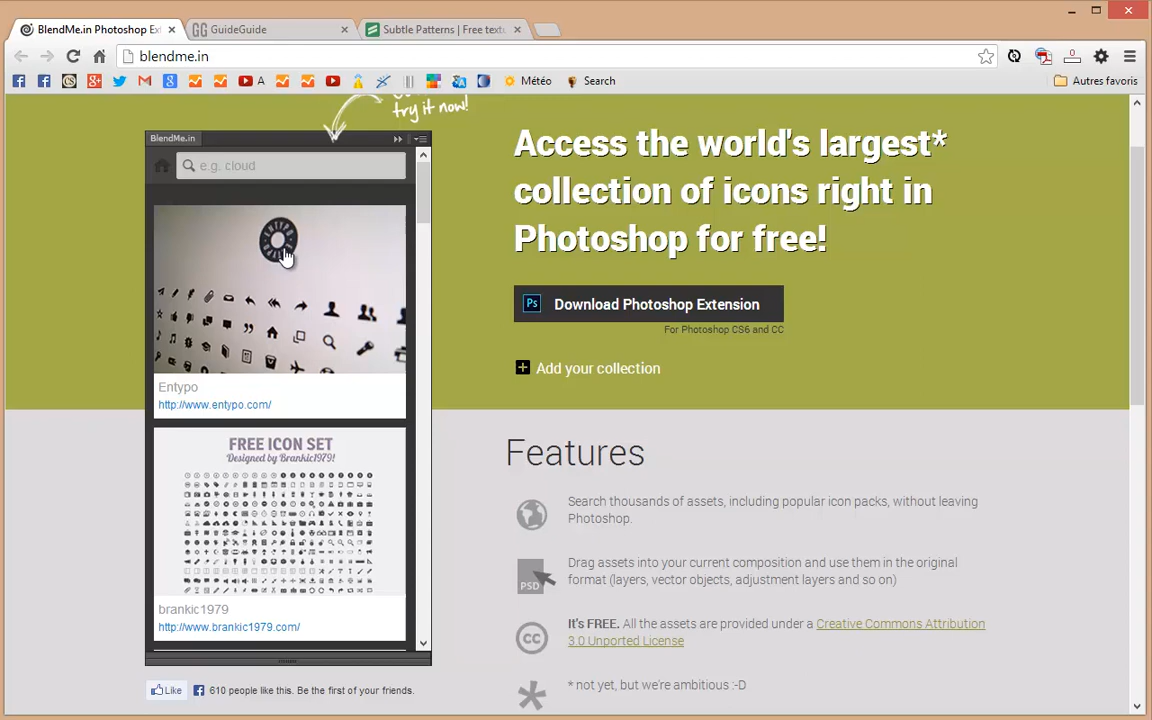 BlendMe.in Photoshop Ex
GuideGuide
Subtle Patterns | Free textu
blendme.in
A
Météo
Search
Autres favoris
try it now!
BlendMe.in
e.g. cloud
Entypo
http://www.entypo.com/
FREE ICON SET
Designed by Brankic1979!
brankic1979
http://www.brankic1979.com/
Like
610 people like this. Be the first of your friends.
Access the world's largest*
collection of icons right in
Photoshop for free!
Ps
Download Photoshop Extension
For Photoshop CS6 and CC
Add your collection
Features
Search thousands of assets, including popular icon packs, without leaving
Photoshop.
PSD
Drag assets into your current composition and use them in the original
format (layers, vector objects, adjustment layers and so on)
cc
It's FREE. All the assets are provided under a Creative Commons Attribution
3.0 Unported License
* not yet, but we're ambitious :-D